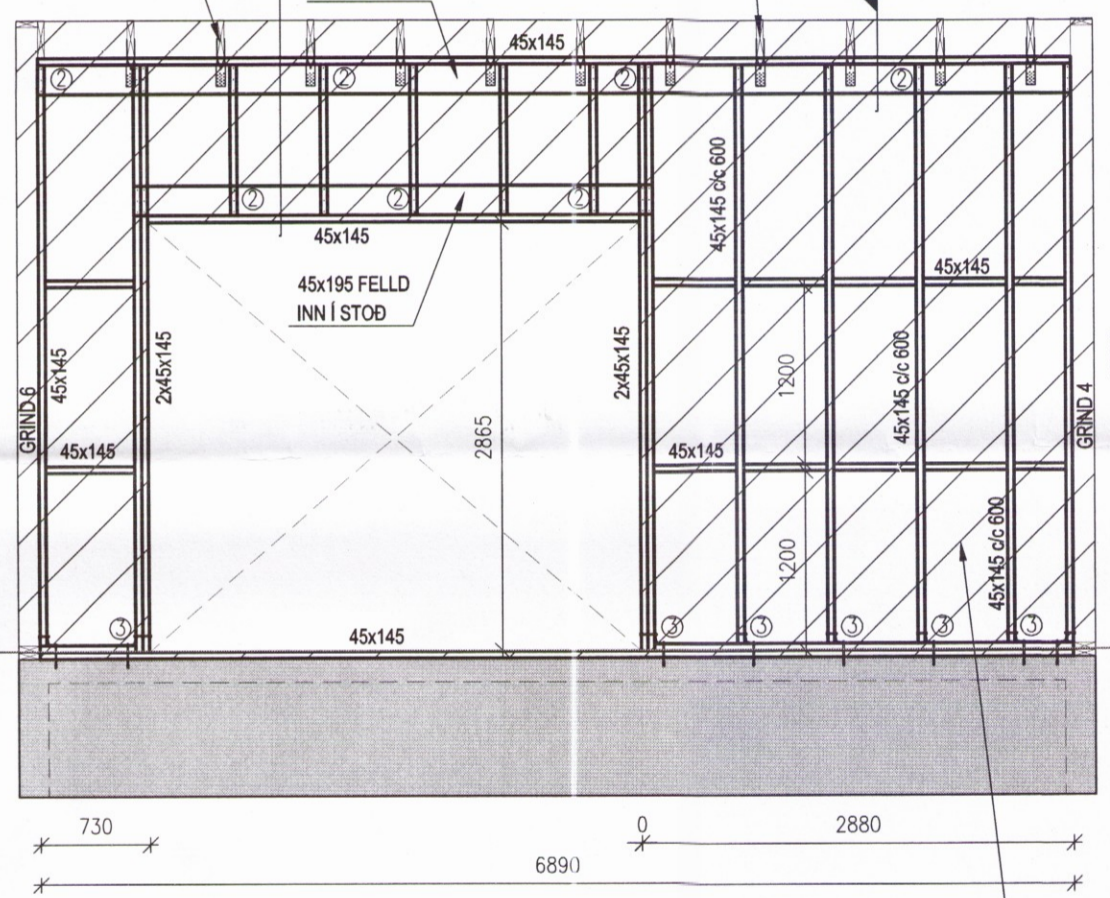 45x145
② ② ② ②
45x145 c/c 600
② ② ②
45x145
45x145
45x195 FELLD
INN Í STOÐ
45x145
2x45x145
2x45x145
1200
45x145 c/c 600
GRIND 6
GRIND 4
2865
45x145
45x145
1200
45x145 c/c 600
③ ③ ③ ③ ③ ③
45x145
730
0
2880
6890